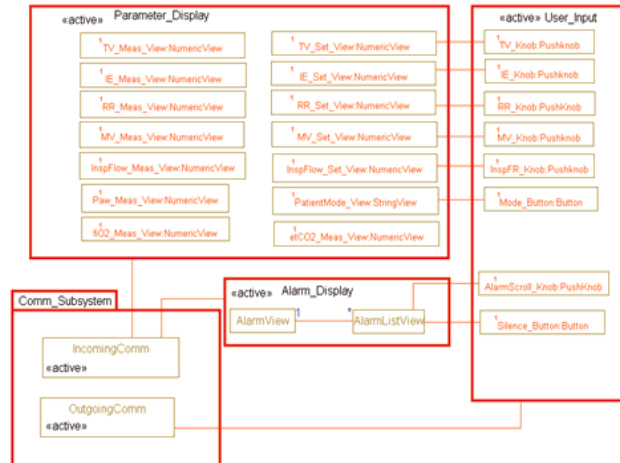 «active» Parameter_Display
1
TV_Meas_View:NumericView
1
IE_Meas_View:NumericView
1
RR_Meas_View:NumericView
1
MV_Meas_View:NumericView
1
InspFlow_Meas_View:NumericView
1
Paw_Meas_View:NumericView
1
fiO2_Meas_View:NumericView
1
TV_Set_View:NumericView
1
IE_Set_View:NumericView
1
RR_Set_View:NumericView
1
MV_Set_View:NumericView
1
InspFlow_Set_View:NumericView
1
PatientMode_View:StringView
1
etCO2_Meas_View:NumericView
«active» User_Input
1
TV_Knob:Pushknob
1
IE_Knob:Pushknob
1
RR_Knob:PushKnob
1
MV_Knob:Pushknob
1
InspFR_Knob:Pushknob
1
Mode_Button:Button
1
AlarmScroll_Knob:PushKnob
1
Silence_Button:Button
«active» Alarm_Display
AlarmView
1
*
AlarmListView
Comm_Subsystem
IncomingComm
«active»
OutgoingComm
«active»